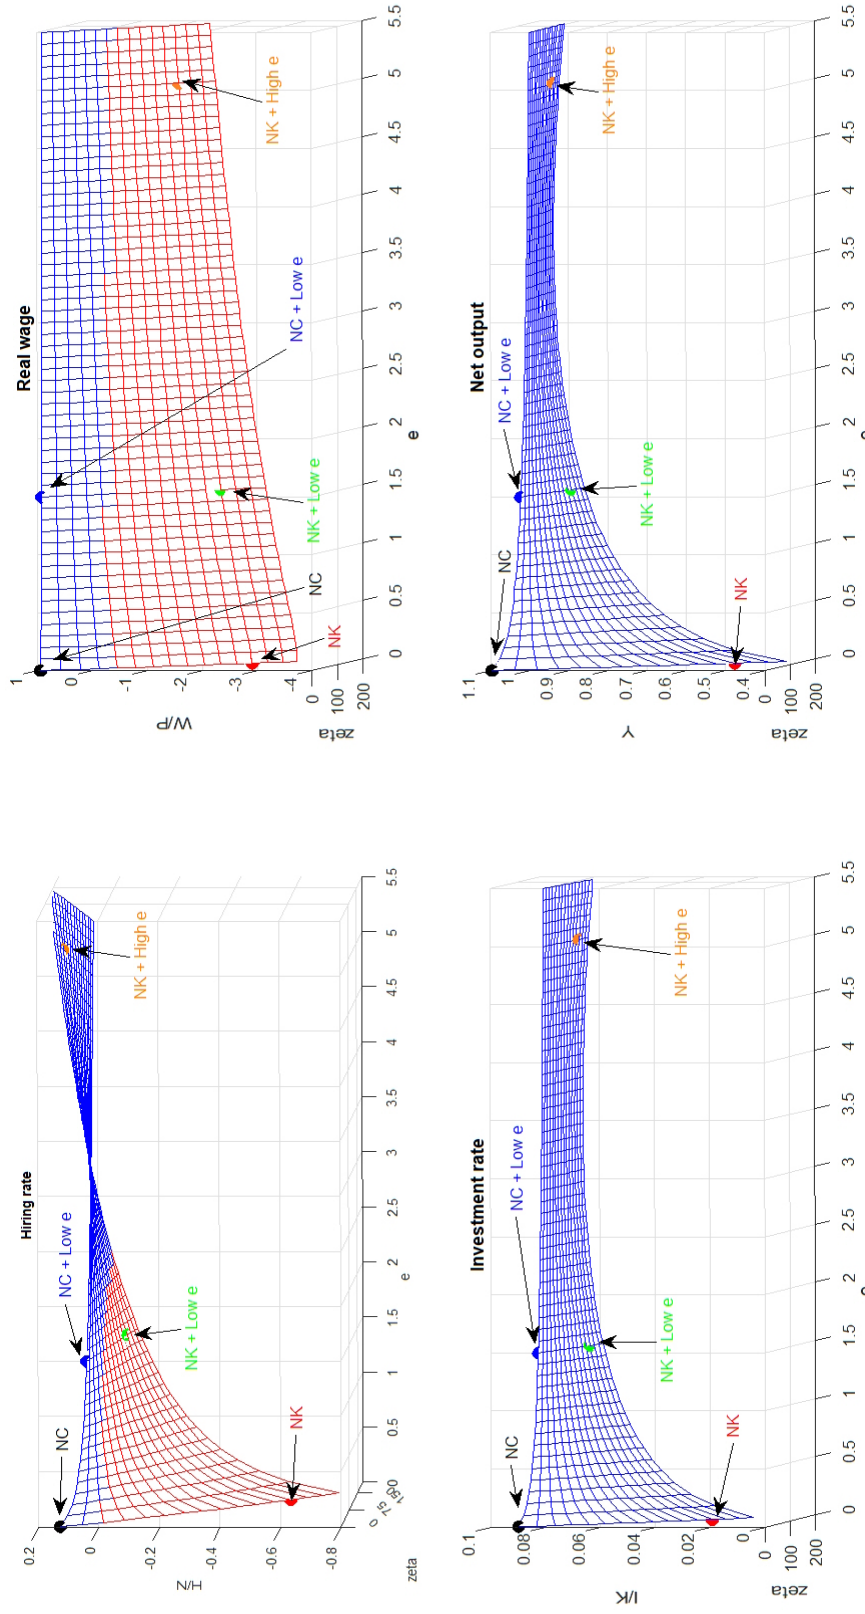 Hiring rate
0.2
0
-0.2
-0.4
-0.6
-0.8
H/N
NC
NC + Low e
NK + High e
NK + Low e
NK
0
7.5
15
zeta
0
0.5
1
1.5
2
2.5
3
3.5
4
4.5
5
5.5
e
Real wage
1
0
-1
-2
-3
-4
W/P
NC
NC + Low e
NK + High e
NK + Low e
NK
0
100
200
zeta
0
0.5
1
1.5
2
2.5
3
3.5
4
4.5
5
5.5
e
Investment rate
0.1
0.08
0.06
0.04
0.02
0
I/K
NC
NC + Low e
NK + High e
NK + Low e
NK
0
100
200
zeta
0
0.5
1
1.5
2
2.5
3
3.5
4
4.5
5
5.5
Net output
1.1
1
0.9
0.8
0.7
0.6
0.5
0.4
Y
NC
NC + Low e
NK + High e
NK + Low e
NK
0
100
200
zeta
0
0.5
1
1.5
2
2.5
3
3.5
4
4.5
5
5.5